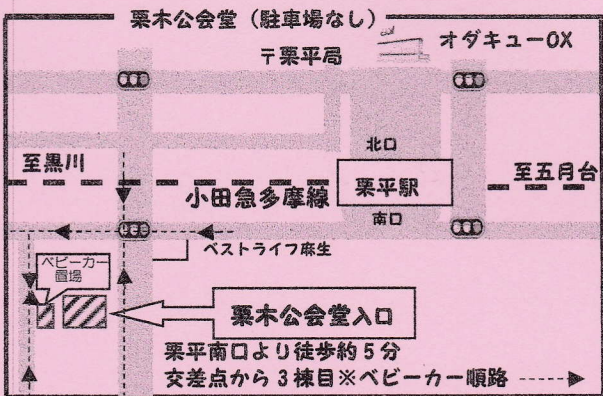 栗木公会堂（駐車場なし）
オダキューOX
〒栗平局
北口
至黒川
栗平駅
至五月台
小田急多摩線
南口
ベストライフ麻生
ベビーカー
置場
栗木公会堂入口
栗平南口より徒歩約5分
交差点から3棟目※ベビーカー順路